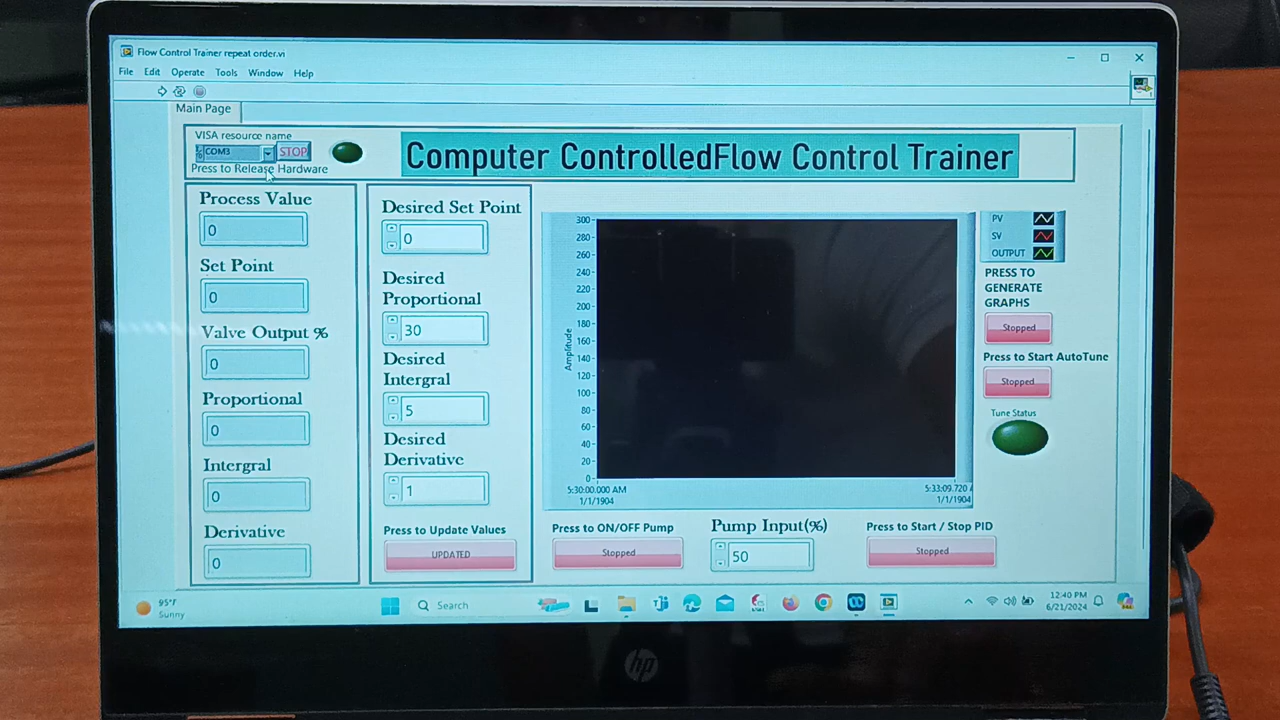 Flow Control Trainer repeat order.vi
File Edit Operate Tools Window Help
Main Page
VISA resource name
COM3
STOP
Press to Release Hardware
Computer ControlledFlow Control Trainer
Process Value
0
Set Point
0
Valve Output %
0
Proportional
0
Intergral
0
Derivative
0
Desired Set Point
0
Desired
Proportional
30
Desired
Intergral
5
Desired
Derivative
1
Press to Update Values
UPDATED
Amplitude
300
280
260
240
220
200
180
160
140
120
100
80
60
40
20
0
5:30:00.000 AM
1/1/1904
5:33:09.720
1/1/1904
PV
SV
OUTPUT
PRESS TO
GENERATE
GRAPHS
Stopped
Press to Start AutoTune
Stopped
Tune Status
Press to ON/OFF Pump
Stopped
Pump Input(%)
50
Press to Start / Stop PID
Stopped
95°F
Sunny
Search
12:40 PM
6/21/2024
hp